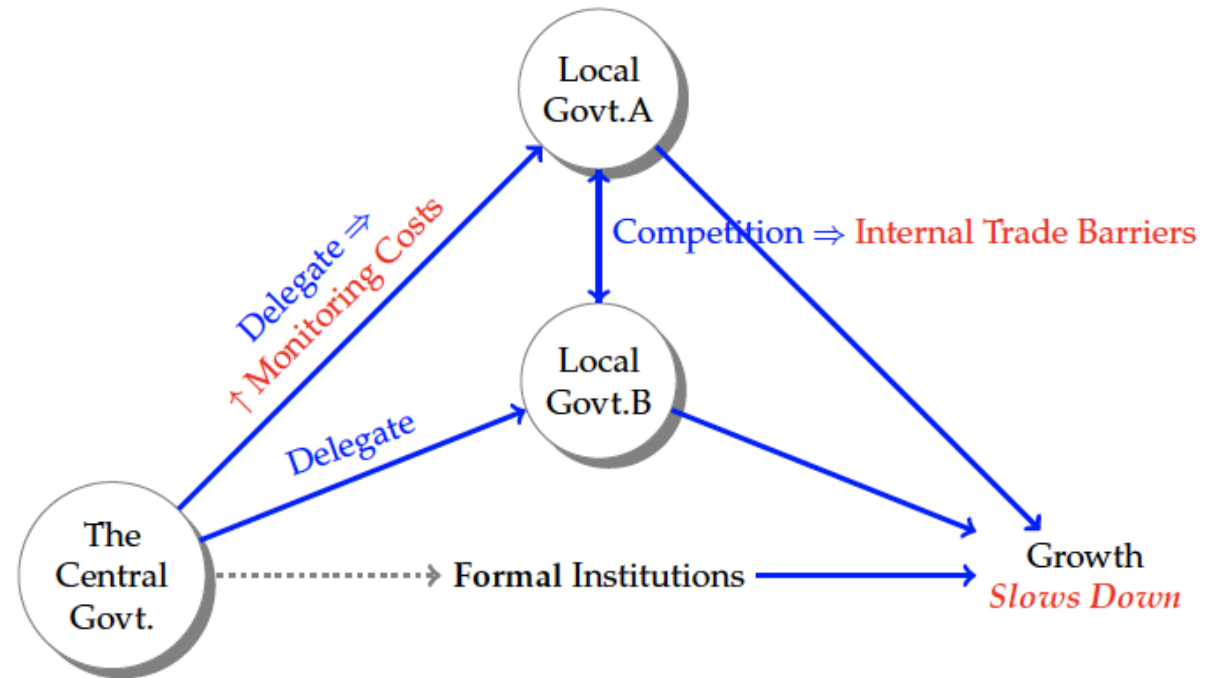 Local
Govt.A
Delegate ⇒
↑ Monitoring Costs
Competition ⇒ Internal Trade Barriers
Local
Govt.B
Delegate
The
Central
Govt.
Formal Institutions
Growth
Slows Down